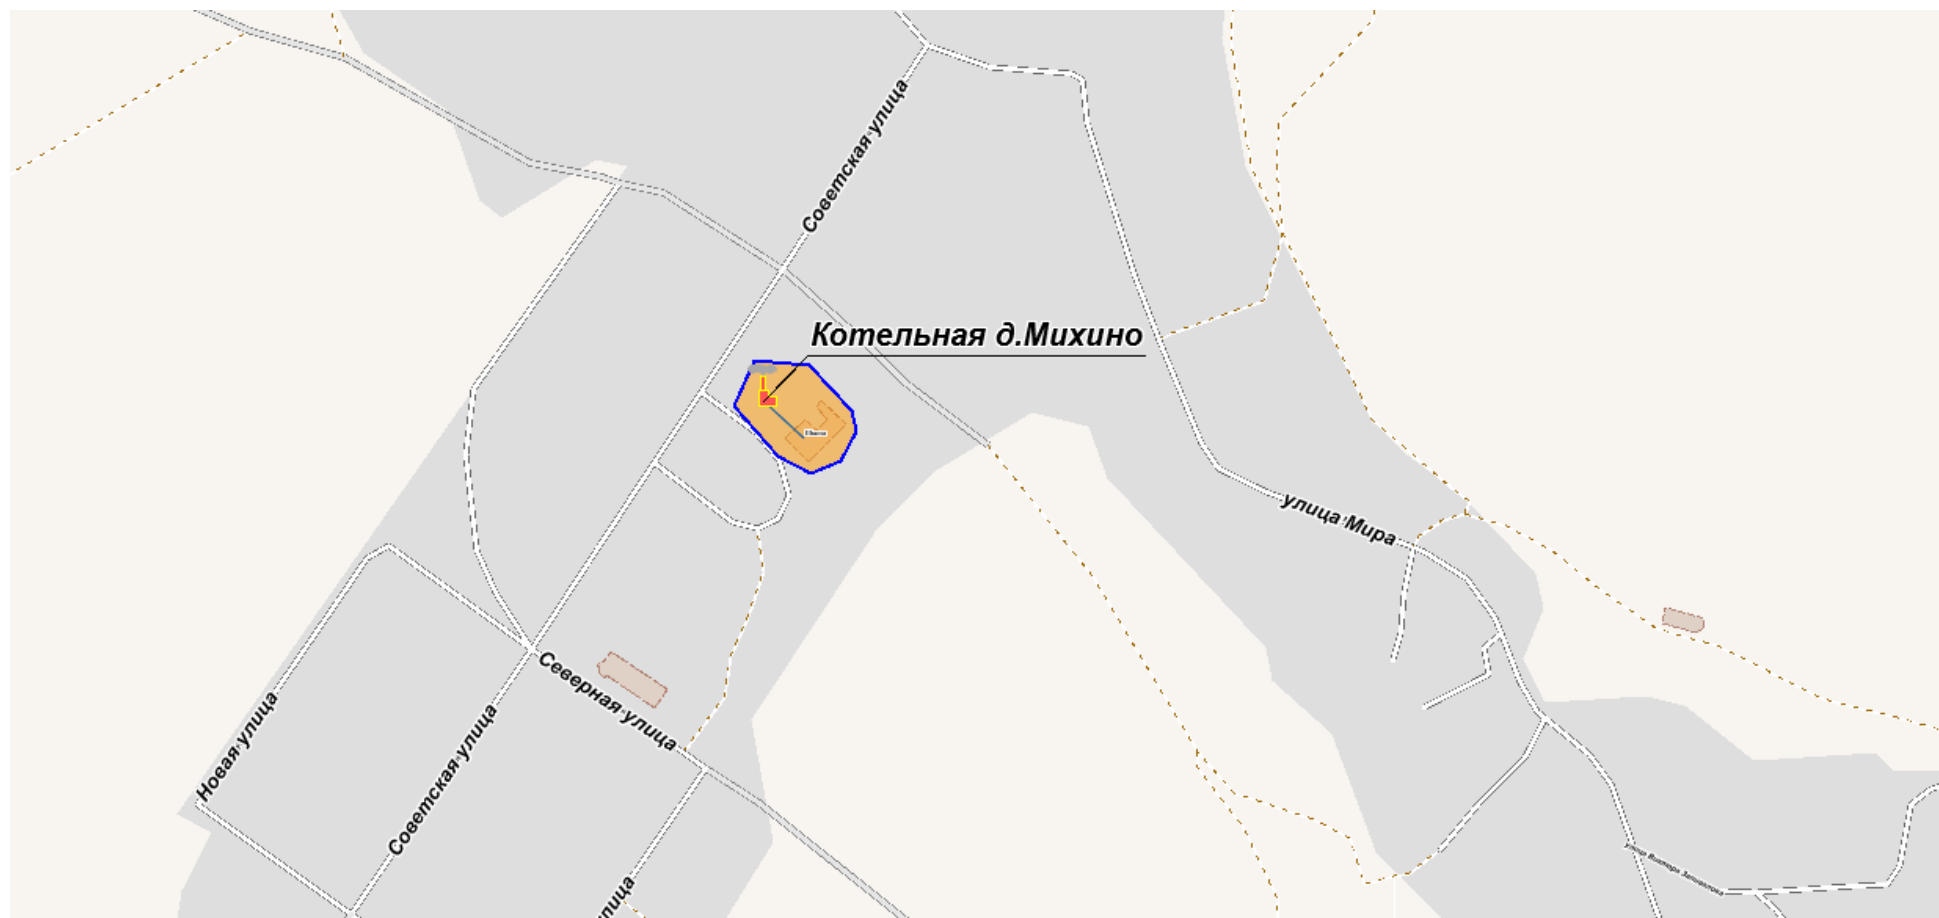 Советская улица
Котельная д.Михино
улица Мира
Северная улица
Новая улица
Советская улица